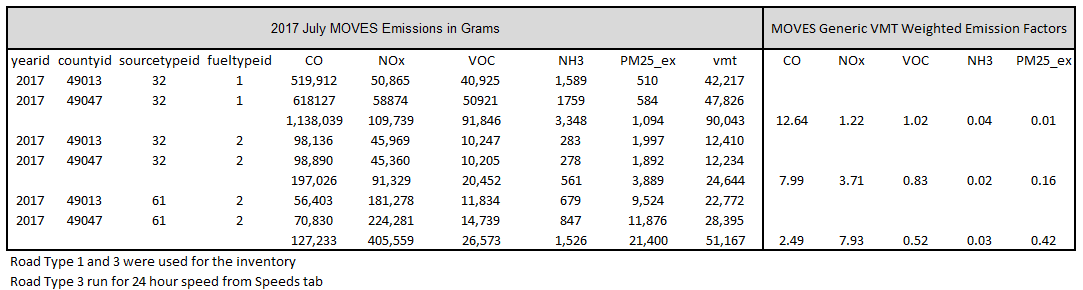 2017 July MOVES Emissions in Grams MOVES Generic VMT Weighted Emission Factors
yearid countyid sourcetypeid fueltypeid CO NOx VOC NH3 PM25_ex vmt CO NOx VOC NH3 PM25_ex
2017 49013 32 1 519,912 50,865 40,925 1,589 510 42,217
2017 49047 32 1 618127 58874 50921 1759 584 47,826
1,138,039 109,739 91,846 3,348 1,094 90,043 12.64 1.22 1.02 0.04 0.01
2017 49013 32 2 98,136 45,969 10,247 283 1,997 12,410
2017 49047 32 2 98,890 45,360 10,205 278 1,892 12,234
197,026 91,329 20,452 561 3,889 24,644 7.99 3.71 0.83 0.02 0.16
2017 49013 61 2 56,403 181,278 11,834 679 9,524 22,772
2017 49047 61 2 70,830 224,281 14,739 847 11,876 28,395
127,233 405,559 26,573 1,526 21,400 51,167 2.49 7.93 0.52 0.03 0.42
Road Type 1 and 3 were used for the inventory
Road Type 3 run for 24 hour speed from Speeds tab